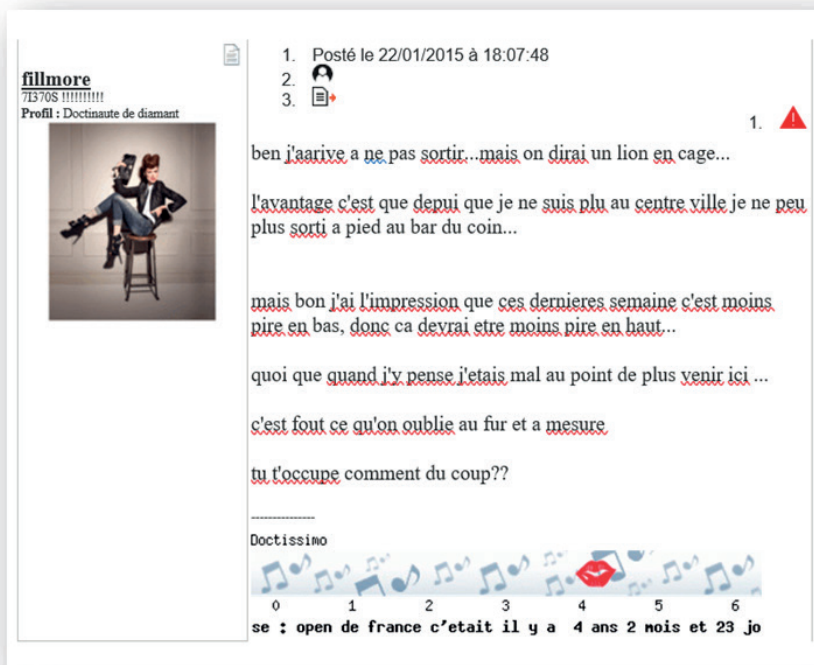 fillmore
7I370S !!!!!!!!!!
Profil : Doctinaute de diamant
1. Posté le 22/01/2015 à 18:07:48
2.
3.
1.
ben j'aarive a ne pas sortir...mais on dirai un lion en cage...
l'avantage c'est que depui que je ne suis plu au centre ville je ne peu
plus sorti a pied au bar du coin...
mais bon j'ai l'impression que ces dernieres semaine c'est moins
pire en bas, donc ca devrai etre moins pire en haut...
quoi que quand j'y pense j'etais mal au point de plus venir ici ...
c'est fout ce qu'on oublie au fur et a mesure
tu t'occupe comment du coup??
---------------
Doctissimo
0 1 2 3 4 5 6
se : open de france c'etait il y a 4 ans 2 mois et 23 jo